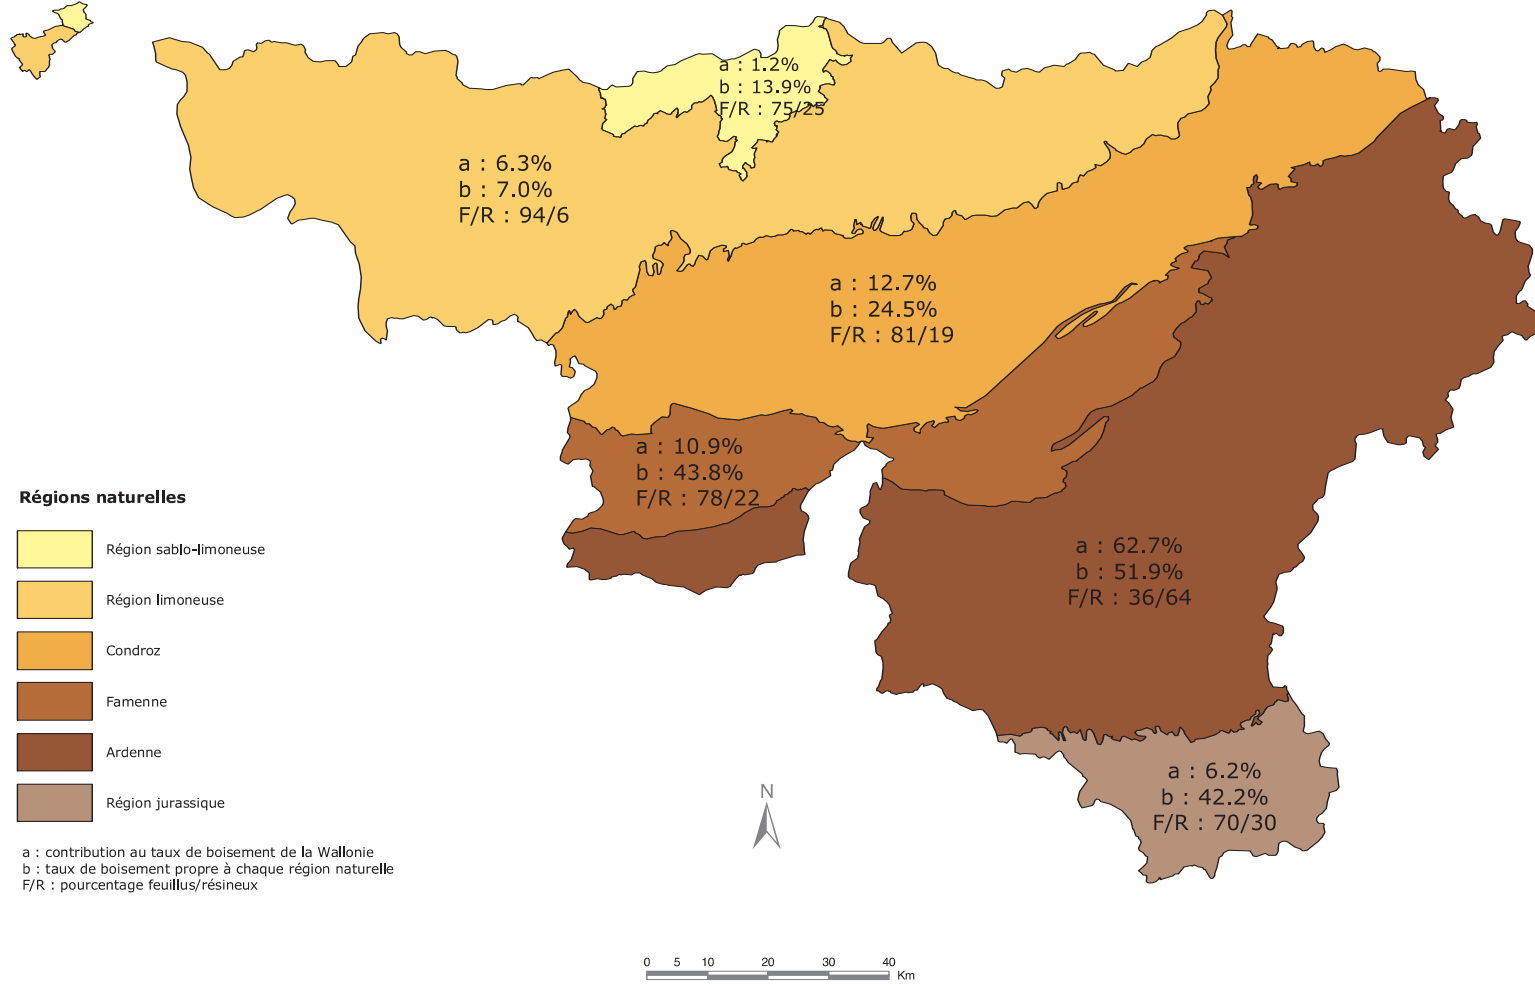 a : 1.2%
b : 13.9%
F/R : 75/25
a : 6.3%
b : 7.0%
F/R : 94/6
a : 12.7%
b : 24.5%
F/R : 81/19
a : 10.9%
b : 43.8%
F/R : 78/22
a : 62.7%
b : 51.9%
F/R : 36/64
a : 6.2%
b : 42.2%
F/R : 70/30
Régions naturelles
Région sablo-limoneuse
Région limoneuse
Condroz
Famenne
Ardenne
Région jurassique
a : contribution au taux de boisement de la Wallonie
b : taux de boisement propre à chaque région naturelle
F/R : pourcentage feuillus/résineux
N
0 5 10 20 30 40
Km